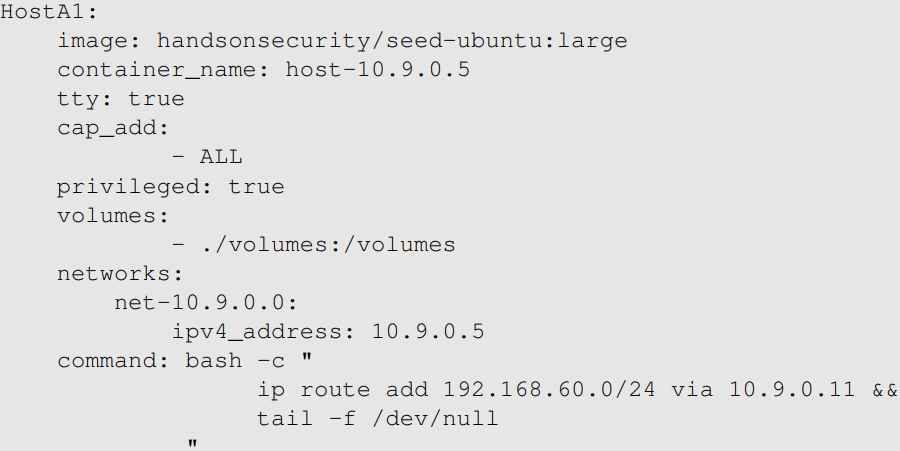 HostA1:
    image: handsonsecurity/seed-ubuntu:large
    container_name: host-10.9.0.5
    tty: true
    cap_add:
            - ALL
    privileged: true
    volumes:
            - ./volumes:/volumes
    networks:
        net-10.9.0.0:
            ipv4_address: 10.9.0.5
    command: bash -c "
                  ip route add 192.168.60.0/24 via 10.9.0.11 &&
                  tail -f /dev/null
             "